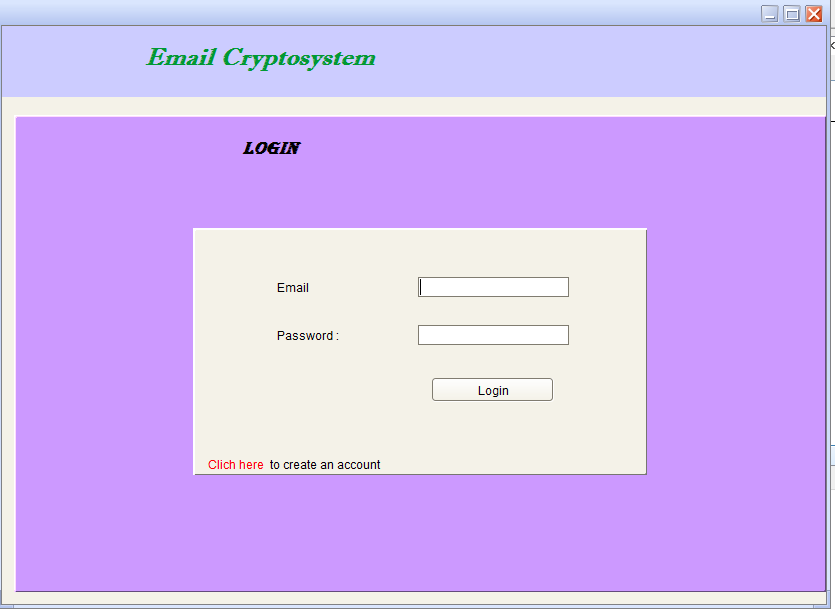 Email Cryptosystem
LOGIN
Email
Password :
Login
Clich here to create an account